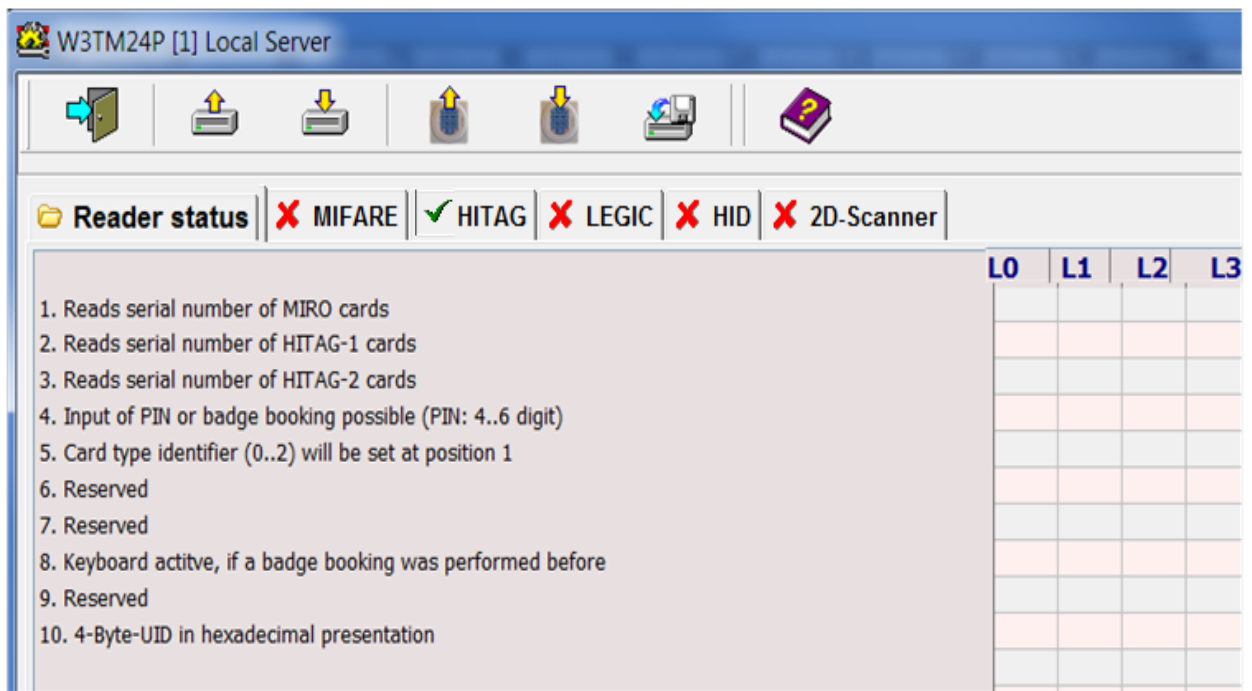 W3TM24P [1] Local Server
?
Reader status MIFARE HITAG LEGIC HID 2D-Scanner
L0 L1 L2 L3
1. Reads serial number of MIRO cards
2. Reads serial number of HITAG-1 cards
3. Reads serial number of HITAG-2 cards
4. Input of PIN or badge booking possible (PIN: 4..6 digit)
5. Card type identifier (0..2) will be set at position 1
6. Reserved
7. Reserved
8. Keyboard actitve, if a badge booking was performed before
9. Reserved
10. 4-Byte-UID in hexadecimal presentation